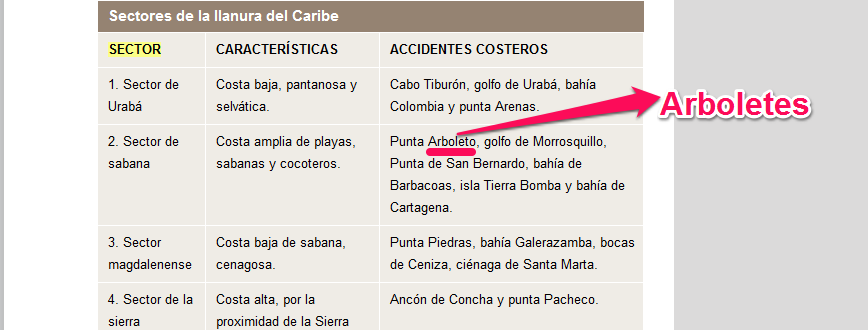 Sectores de la llanura del Caribe
SECTOR CARACTERÍSTICAS ACCIDENTES COSTEROS
1. Sector de
Urabá
Costa baja, pantanosa y
selvática.
Cabo Tiburón, golfo de Urabá, bahía
Colombia y punta Arenas.
Arboletes
2. Sector de
sabana
Costa amplia de playas,
sabanas y cocoteros.
Punta Arboleto, golfo de Morrosquillo,
Punta de San Bernardo, bahía de
Barbacoas, isla Tierra Bomba y bahía de
Cartagena.
3. Sector
magdalenense
Costa baja de sabana,
cenagosa.
Punta Piedras, bahía Galerazamba, bocas
de Ceniza, ciénaga de Santa Marta.
4. Sector de la
sierra
Costa alta, por la
proximidad de la Sierra
Ancón de Concha y punta Pacheco.